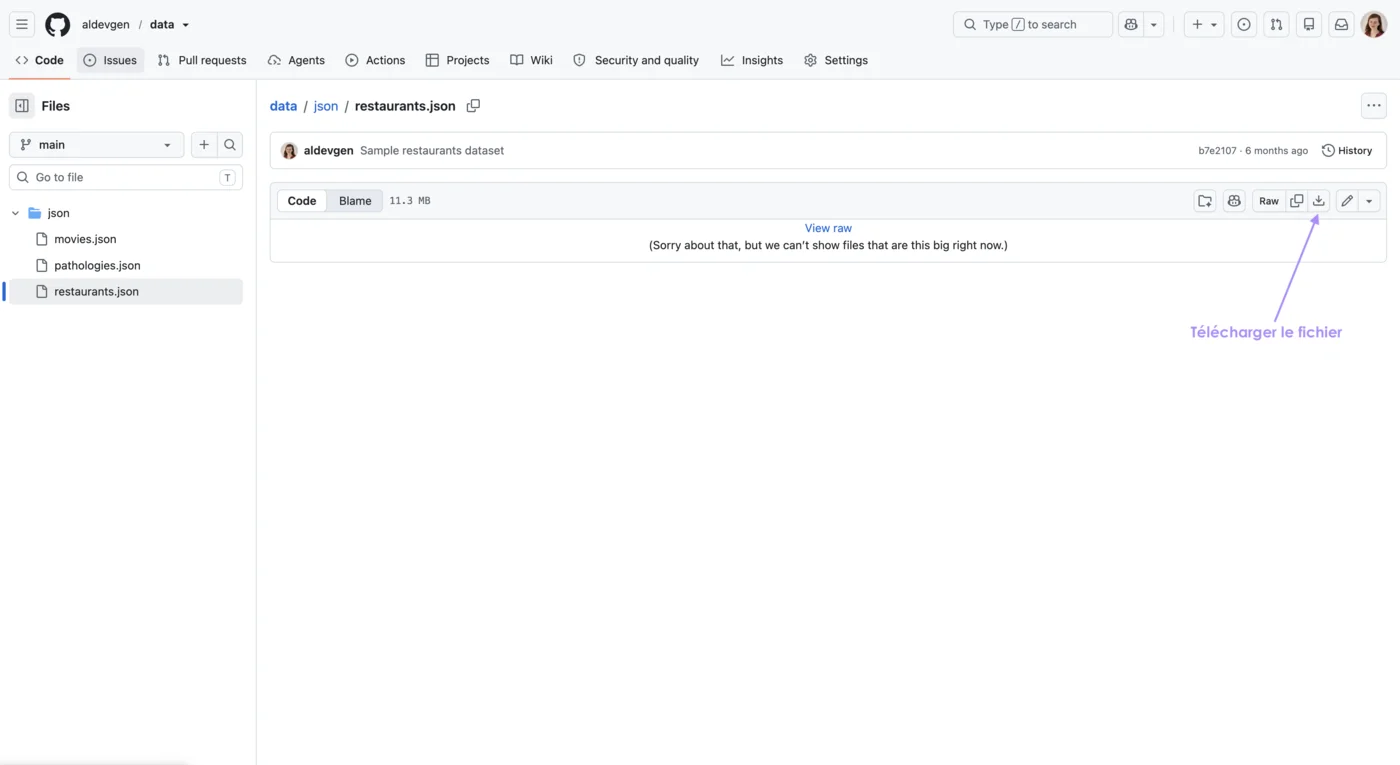 aldevgen / data
Type / to search
Code Issues Pull requests Agents Actions Projects Wiki Security and quality Insights Settings
Files
data / json / restaurants.json
main
aldevgen Sample restaurants dataset b7e2107 · 6 months ago History
Go to file T
Code Blame 11.3 MB Raw
json
View raw
movies.json
(Sorry about that, but we can't show files that are this big right now.)
pathologies.json
restaurants.json
Télécharger le fichier